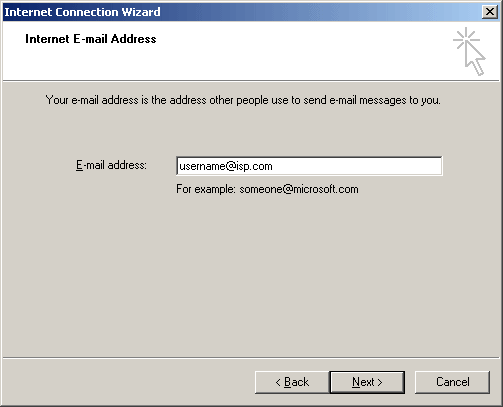 Internet Connection Wizard
Internet E-mail Address
Your e-mail address is the address other people use to send e-mail messages to you.
E-mail address: username@isp.com
For example: someone@microsoft.com
< Back Next > Cancel